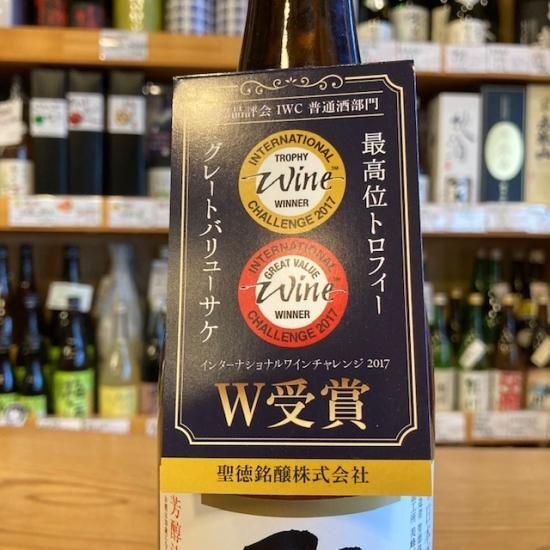 品評会 IWC 普通酒部門
最高位トロフィー
グレートバリューサケ
INTERNATIONAL
TROPHY
Wine
WINNER
CHALLENGE 2017
INTERNATIONAL
GREAT VALUE
Wine
WINNER
CHALLENGE 2017
インターナショナルワインチャレンジ 2017
W受賞
聖徳銘醸株式会社
芳醇